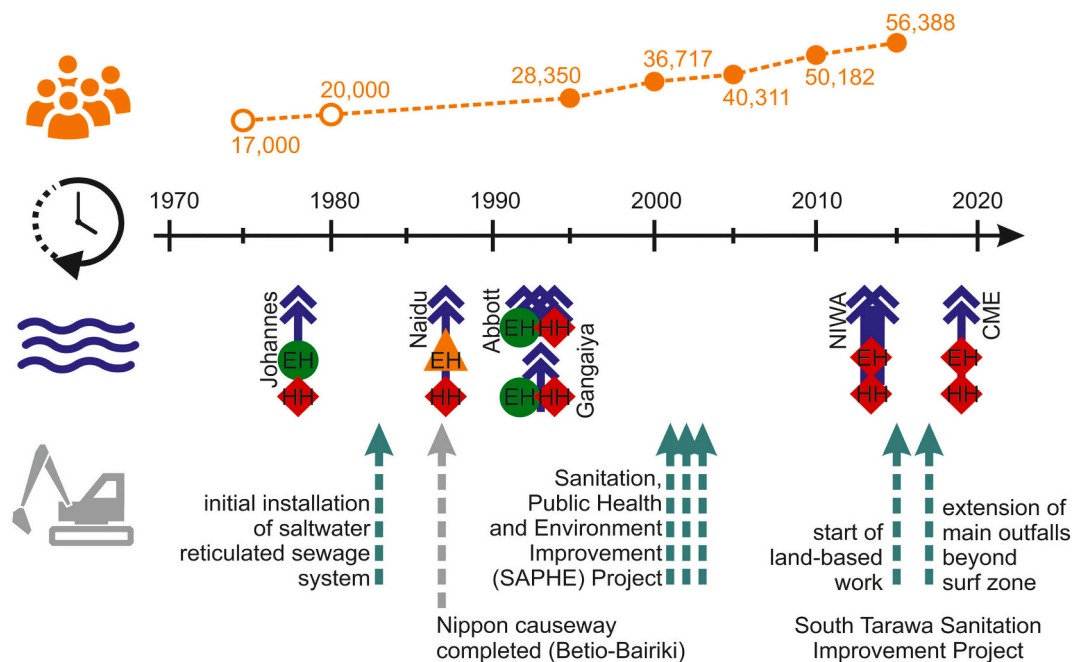 56,388
36,717
28,350
20,000
50,182
40,311
17,000
1970 1980 1990 2000 2010 2020
Johannes
Naidu
Abbott
Gangaiya
NIWA
CME
EH
HH
EH
HH
EH HH
EH HH
EH
HH
EH
HH
initial installation
of saltwater
reticulated sewage
system
Nippon causeway
completed (Betio-Bairiki)
Sanitation,
Public Health
and Environment
Improvement
(SAPHE) Project
start of
land-based
work
extension of
main outfalls
beyond
surf zone
South Tarawa Sanitation
Improvement Project